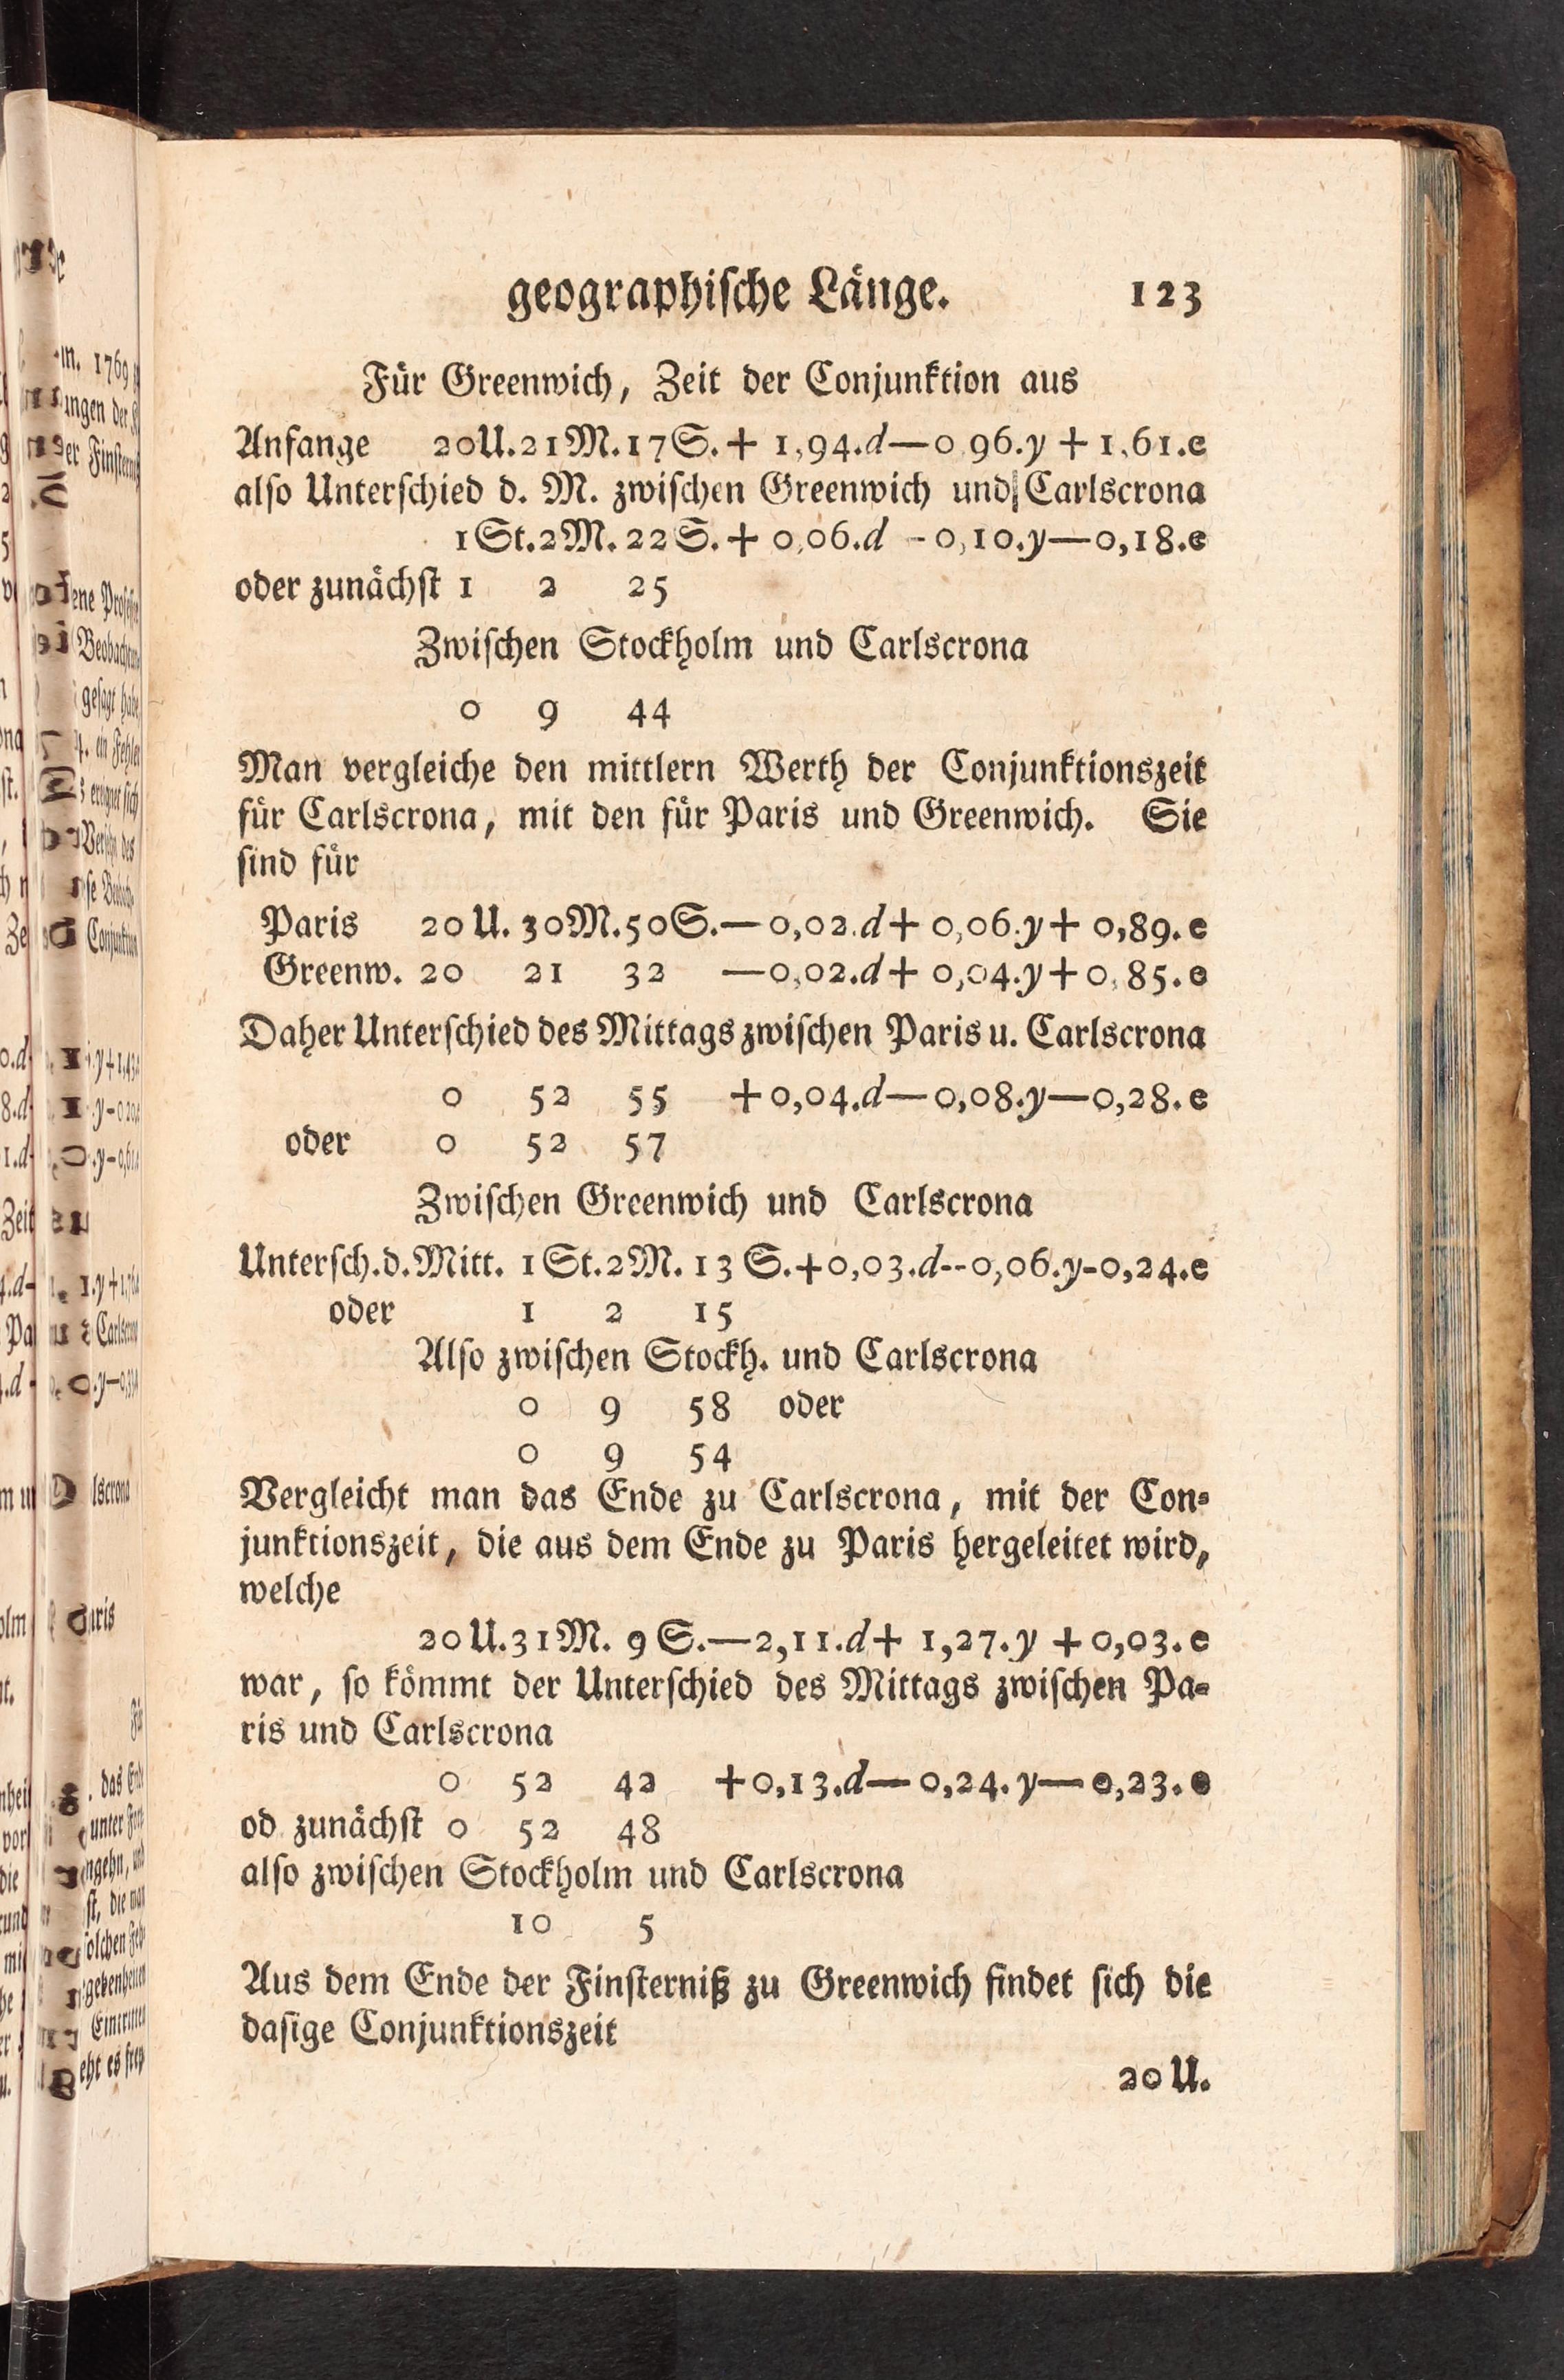 geographiſche Länge. 123
Für Greenwich, Zeit der Conjunktion aus
Anfange 20U. 21M. 17S. + 1,94.d — 0 96.y + 1,61.e
alſo Unterſchied d. M. zwiſchen Greenwich und Carlscrona
1St. 2M. 22S. + 0,06.d - 0,10.y — 0,18.e
oder zunächſt 1 2 25
Zwiſchen Stockholm und Carlscrona
0 9 44
Man vergleiche den mittlern Werth der Conjunktionszeit
für Carlscrona, mit den für Paris und Greenwich. Sie
ſind für
Paris 20U. 30M. 50S. — 0,02.d + 0,06.y + 0,89.e
Greenw. 20 21 32 — 0,02.d + 0,04.y + 0,85.e
Daher Unterſchied des Mittags zwiſchen Paris u. Carlscrona
0 52 55 + 0,04.d — 0,08.y — 0,28.e
oder 0 52 57
Zwiſchen Greenwich und Carlscrona
Unterſch. d. Mitt. 1St. 2M. 13S. + 0,03.d -- 0,06.y - 0,24.e
oder 1 2 15
Alſo zwiſchen Stockh. und Carlscrona
0 9 58 oder
0 9 54
Vergleicht man das Ende zu Carlscrona, mit der Con⸗
junktionszeit, die aus dem Ende zu Paris hergeleitet wird,
welche
20U. 31M. 9S. — 2,11.d + 1,27.y + 0,03.e
war, ſo kömmt der Unterſchied des Mittags zwiſchen Pa⸗
ris und Carlscrona
0 52 42 + 0,13.d — 0,24.y — 0,23.e
od zunächſt 0 52 48
alſo zwiſchen Stockholm und Carlscrona
10 5
Aus dem Ende der Finſterniß zu Greenwich findet ſich die
daſige Conjunktionszeit
20U.